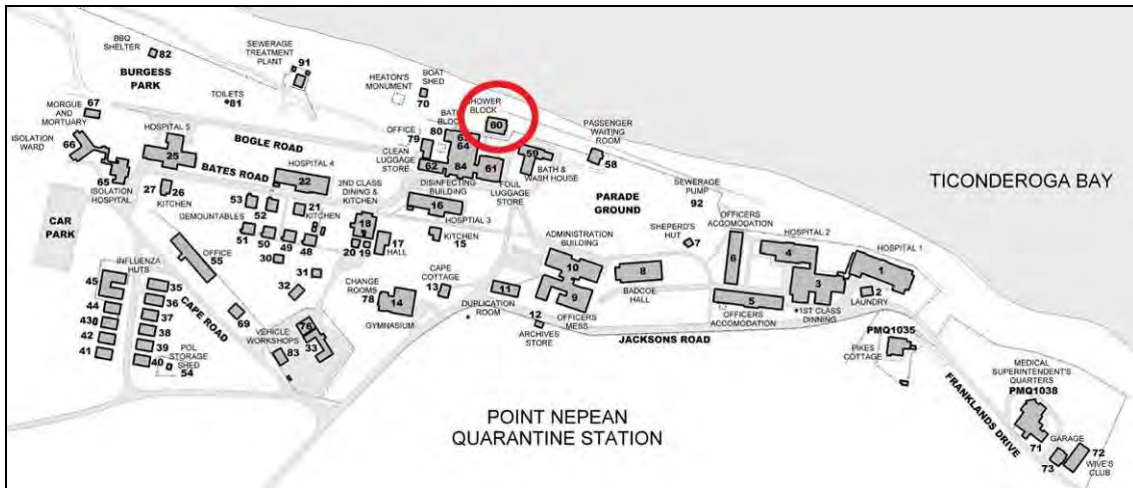 BBQ
SHELTER
82
BURGESS
PARK
SEWERAGE
TREATMENT
PLANT
91
TOILETS
81
HEATON'S
MONUMENT
BOAT
SHED
70
SHOWER
BLOCK
60
MORGUE
AND
MORTUARY
67
ISOLATION
WARD
66
65
ISOLATION
HOSPITAL
HOSPITAL 5
25
BOGLE ROAD
BATES ROAD
27
26
KITCHEN
HOSPITAL 4
22
OFFICE
79
80
64
CLEAN
LUGGAGE
STORE
62
84
61
DISINFECTING
BUILDING
FOUL
LUGGAGE
STORE
59
BATH &
WASH HOUSE
PASSENGER
WAITING
ROOM
58
PARADE
GROUND
SEWERAGE
PUMP
92
TICONDEROGA BAY
CAR
PARK
DEMOUNTABLES
53
52
51
50
49
48
21
KITCHEN
2ND CLASS
DINING &
KITCHEN
18
20
19
17
HALL
16
HOSPTIAL 3
KITCHEN
15
30
31
32
OFFICE
55
INFLUENZA
HUTS
45
44
43
42
41
35
36
37
38
39
40
POL
STORAGE
SHED
54
CAPE ROAD
69
VEHICLE
WORKSHOPS
83
76
33
CHANGE
ROOMS
78
14
GYMNASIUM
CAPE
COTTAGE
13
11
DUPLICATION
ROOM
ADMINISTRATION
BUILDING
10
9
OFFICERS
MESS
12
ARCHIVES
STORE
8
BADCOE
HALL
SHEPERD'S
HUT
7
OFFICERS
ACCOMODATION
6
5
OFFICERS
ACCOMODATION
HOSPITAL 2
4
3
1ST CLASS
DINNING
HOSPITAL 1
1
2
LAUNDRY
JACKSONS ROAD
PMQ1035
PIKES
COTTAGE
FRANKLANDS DRIVE
MEDICAL
SUPERINTENDENT'S
QUARTERS
PMQ1038
71
GARAGE
73
72
WIVE'S
CLUB
POINT NEPEAN
QUARANTINE STATION